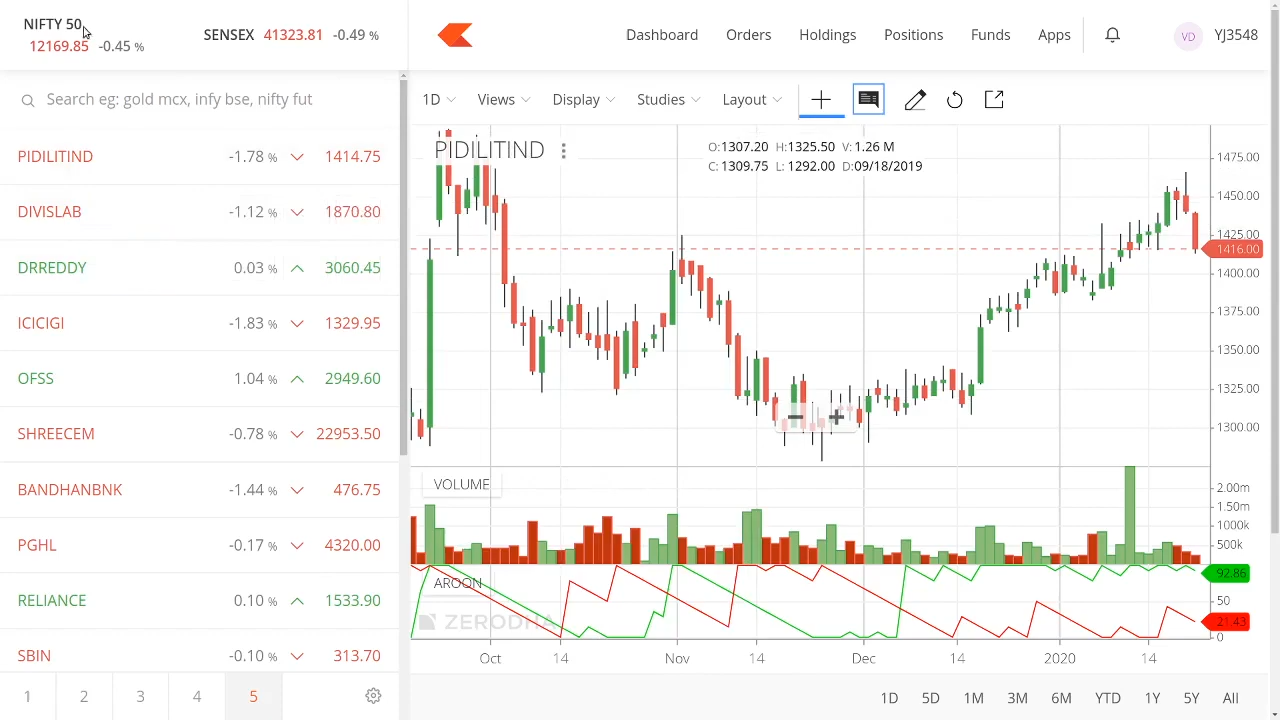 NIFTY 50
12169.85 -0.45 %
SENSEX 41323.81 -0.49 %
Dashboard Orders Holdings Positions Funds Apps
VD YJ3548
Search eg: gold mcx, infy bse, nifty fut
PIDILITIND -1.78 % 1414.75
DIVISLAB -1.12 % 1870.80
DRREDDY 0.03 % 3060.45
ICICIGI -1.83 % 1329.95
OFSS 1.04 % 2949.60
SHREECEM -0.78 % 22953.50
BANDHANBNK -1.44 % 476.75
PGHL -0.17 % 4320.00
RELIANCE 0.10 % 1533.90
SBIN -0.10 % 313.70
1 2 3 4 5
1D Views Display Studies Layout
PIDILITIND
O:1307.20 H:1325.50 V:1.26 M
C:1309.75 L:1292.00 D:09/18/2019
1475.00
1450.00
1425.00
1416.00
1400.00
1375.00
1350.00
1325.00
1300.00
VOLUME
2.00m
1.50m
1000k
500k
AROON
92.86
50
21.43
0
ZERODHA
Oct 14 Nov 14 Dec 14 2020 14
1D 5D 1M 3M 6M YTD 1Y 5Y All